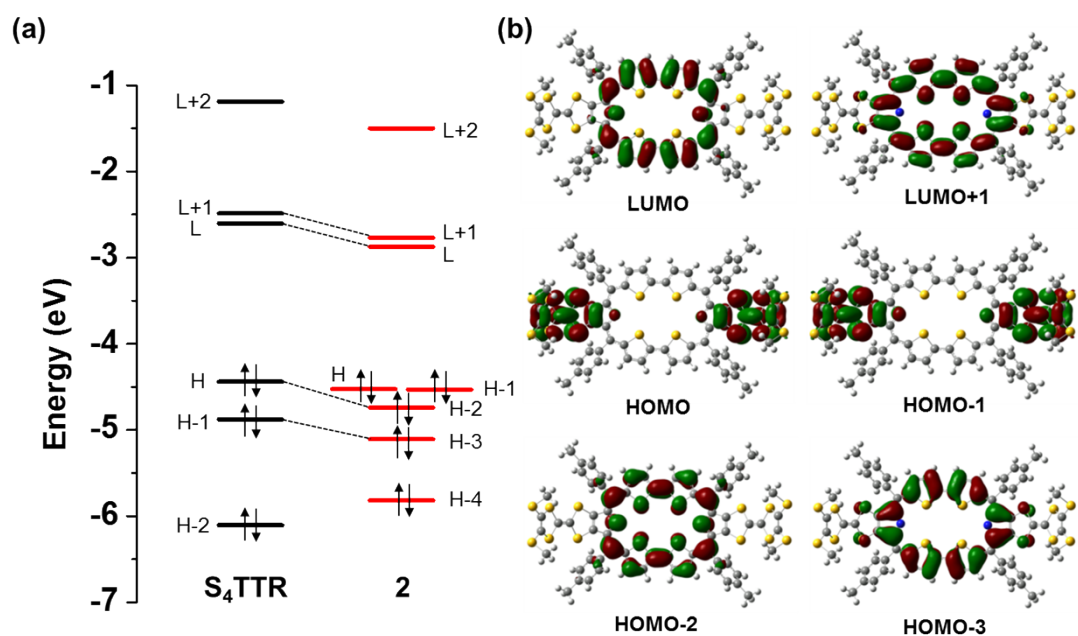 (a)
(b)
Energy (eV)
-1
-2
-3
-4
-5
-6
-7
L+2
L+1
L
H
H-1
H-2
S₄TTR
L+2
L+1
L
H
H-1
H-2
H-3
H-4
2
LUMO
LUMO+1
HOMO
HOMO-1
HOMO-2
HOMO-3